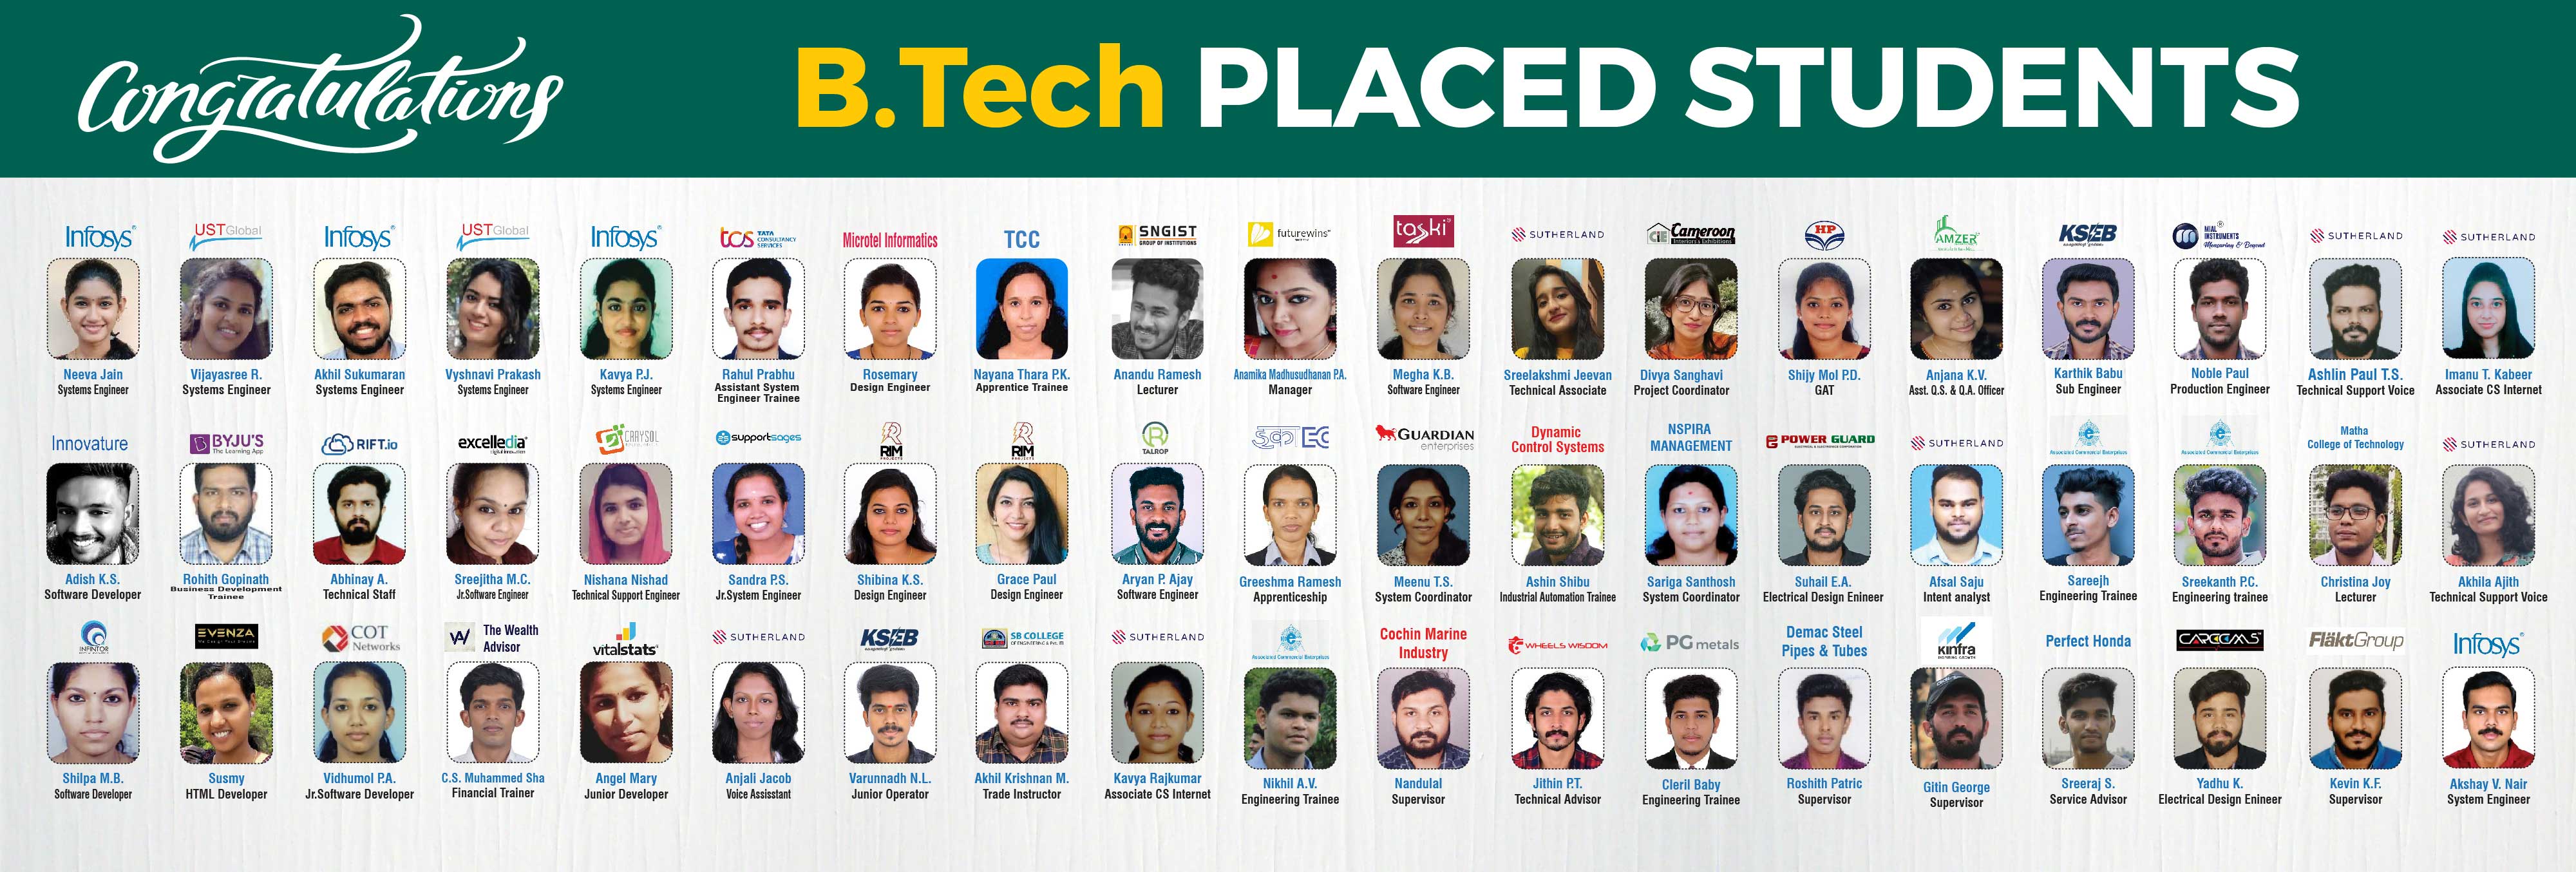 Congratulations
B.Tech PLACED STUDENTS
Infosys
Neeva Jain
Systems Engineer
USTGlobal
Vijayasree R.
Systems Engineer
Infosys
Akhil Sukumaran
Systems Engineer
USTGlobal
Vyshnavi Prakash
Systems Engineer
Infosys
Kavya P.J.
Systems Engineer
tcs TATA
CONSULTANCY
SERVICES
Rahul Prabhu
Assistant System
Engineer Trainee
Microtel Informatics
Rosemary
Design Engineer
TCC
Nayana Thara P.K.
Apprentice Trainee
SNGIST
GROUP OF INSTITUTIONS
Anandu Ramesh
Lecturer
futurewins
Anamika Madhusudhanan P.A.
Manager
taski
Megha K.B.
Software Engineer
SUTHERLAND
Sreelakshmi Jeevan
Technical Associate
CIE Cameroon
Interiors & Exhibitions
Divya Sanghavi
Project Coordinator
HP
Shijy Mol P.D.
GAT
AMZER
Anjana K.V.
Asst. Q.S. & Q.A. Officer
KSEB
Karthik Babu
Sub Engineer
MIAL
INSTRUMENTS
Measuring & Beyond
Noble Paul
Production Engineer
SUTHERLAND
Ashlin Paul T.S.
Technical Support Voice
SUTHERLAND
Imanu T. Kabeer
Associate CS Internet
Innovature
Adish K.S.
Software Developer
BYJU'S
The Learning App
Rohith Gopinath
Business Development
Trainee
RIFT.io
Abhinay A.
Technical Staff
excelledia
digital innovation
Sreejitha M.C.
Jr.Software Engineer
CRAYSOL
Nishana Nishad
Technical Support Engineer
supportsages
Sandra P.S.
Jr.System Engineer
RIM
PROJECTS
Shibina K.S.
Design Engineer
RIM
PROJECTS
Grace Paul
Design Engineer
TALROP
Aryan P. Ajay
Software Engineer
EC
Greeshma Ramesh
Apprenticeship
GUARDIAN
enterprises
Meenu T.S.
System Coordinator
Dynamic
Control Systems
Ashin Shibu
Industrial Automation Trainee
NSPIRA
MANAGEMENT
Sariga Santhosh
System Coordinator
POWER GUARD
Suhail E.A.
Electrical Design Enineer
SUTHERLAND
Afsal Saju
Intent analyst
Associated Commercial Enterprises
Sareejh
Engineering Trainee
Associated Commercial Enterprises
Sreekanth P.C.
Engineering trainee
Matha
College of Technology
Christina Joy
Lecturer
SUTHERLAND
Akhila Ajith
Technical Support Voice
INFINTOR
Shilpa M.B.
Software Developer
EVENZA
Susmy
HTML Developer
COT
Networks
Vidhumol P.A.
Jr.Software Developer
The Wealth
Advisor
C.S. Muhammed Sha
Financial Trainer
vitalstats
Angel Mary
Junior Developer
SUTHERLAND
Anjali Jacob
Voice Assisstant
KSEB
Varunnadh N.L.
Junior Operator
SB COLLEGE
Akhil Krishnan M.
Trade Instructor
SUTHERLAND
Kavya Rajkumar
Associate CS Internet
Associated Commercial Enterprises
Nikhil A.V.
Engineering Trainee
Cochin Marine
Industry
Nandulal
Supervisor
WHEELS WISDOM
Jithin P.T.
Technical Advisor
PG metals
Cleril Baby
Engineering Trainee
Demac Steel
Pipes & Tubes
Roshith Patric
Supervisor
kinfra
Gitin George
Supervisor
Perfect Honda
Sreeraj S.
Service Advisor
CAPCOMS
Yadhu K.
Electrical Design Enineer
FläktGroup
Kevin K.F.
Supervisor
Infosys
Akshay V. Nair
System Engineer